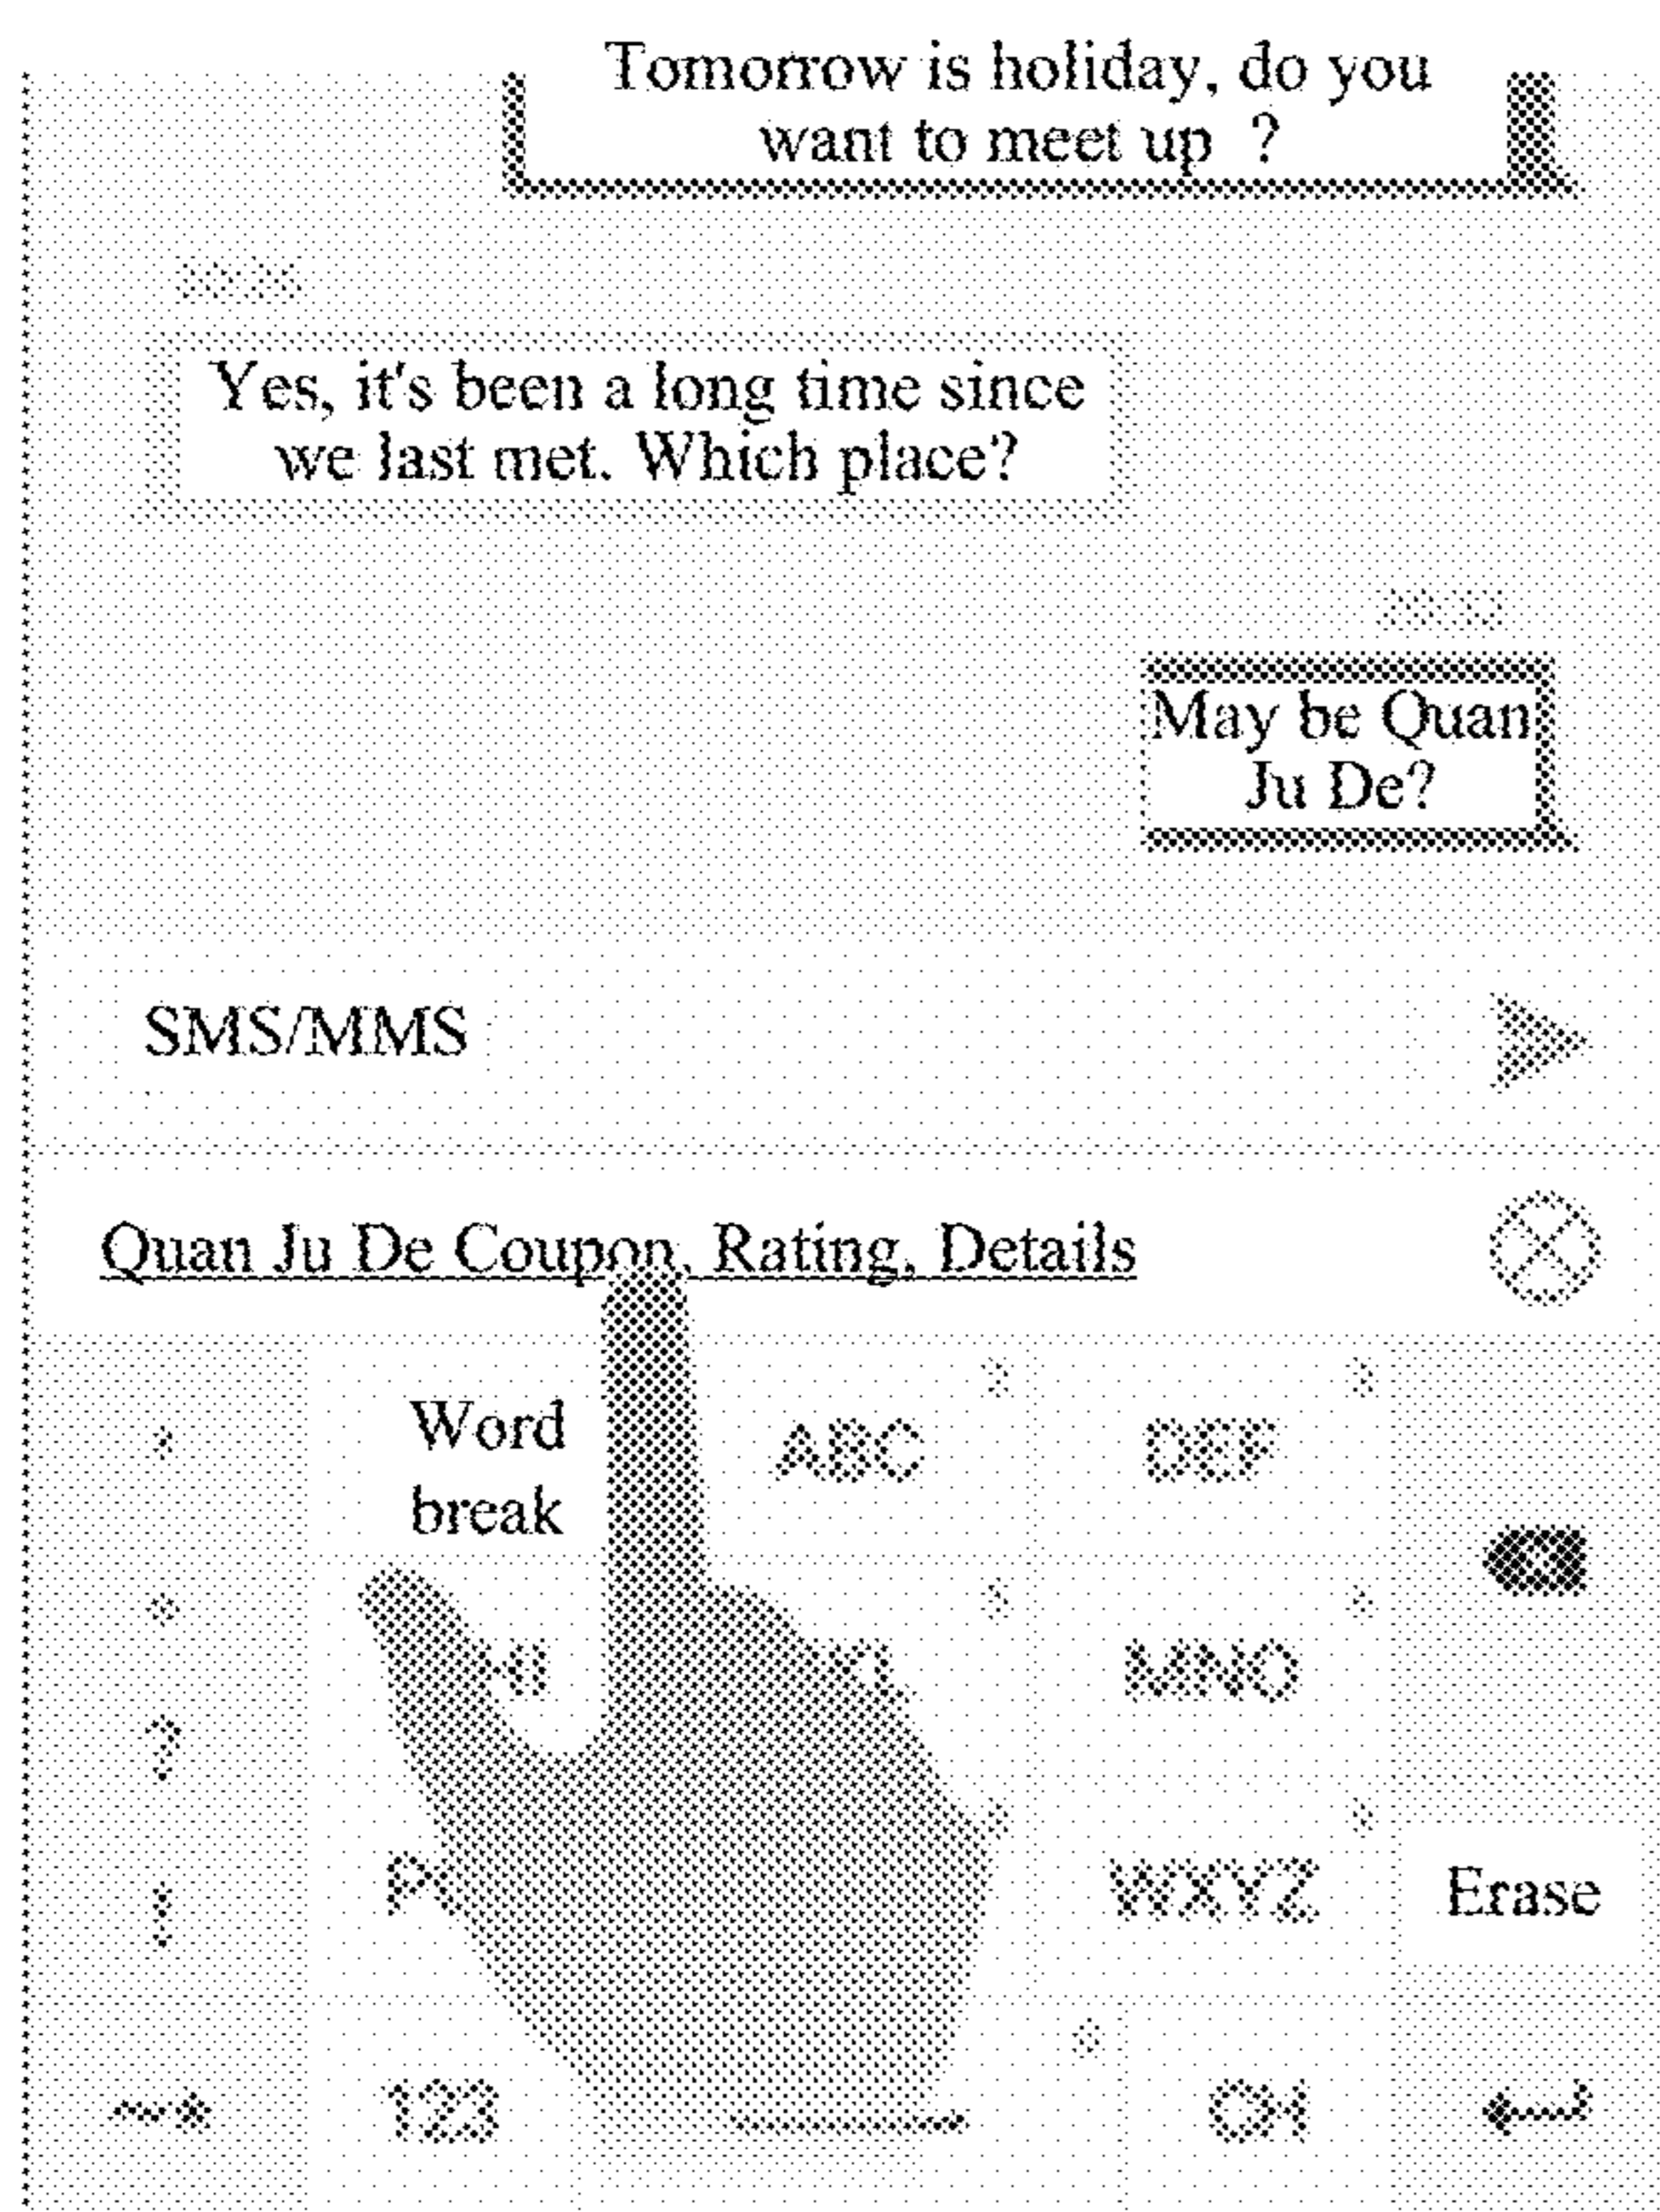 Tomorrow is holiday, do you
want to meet up ?
Yes, it's been a long time since
we last met. Which place?
May be Quan
Ju De?
SMS/MMS
Quan Ju De Coupon, Rating, Details
Word
break
ABC
DEF
?
MNO
!
WXYZ
Erase
123